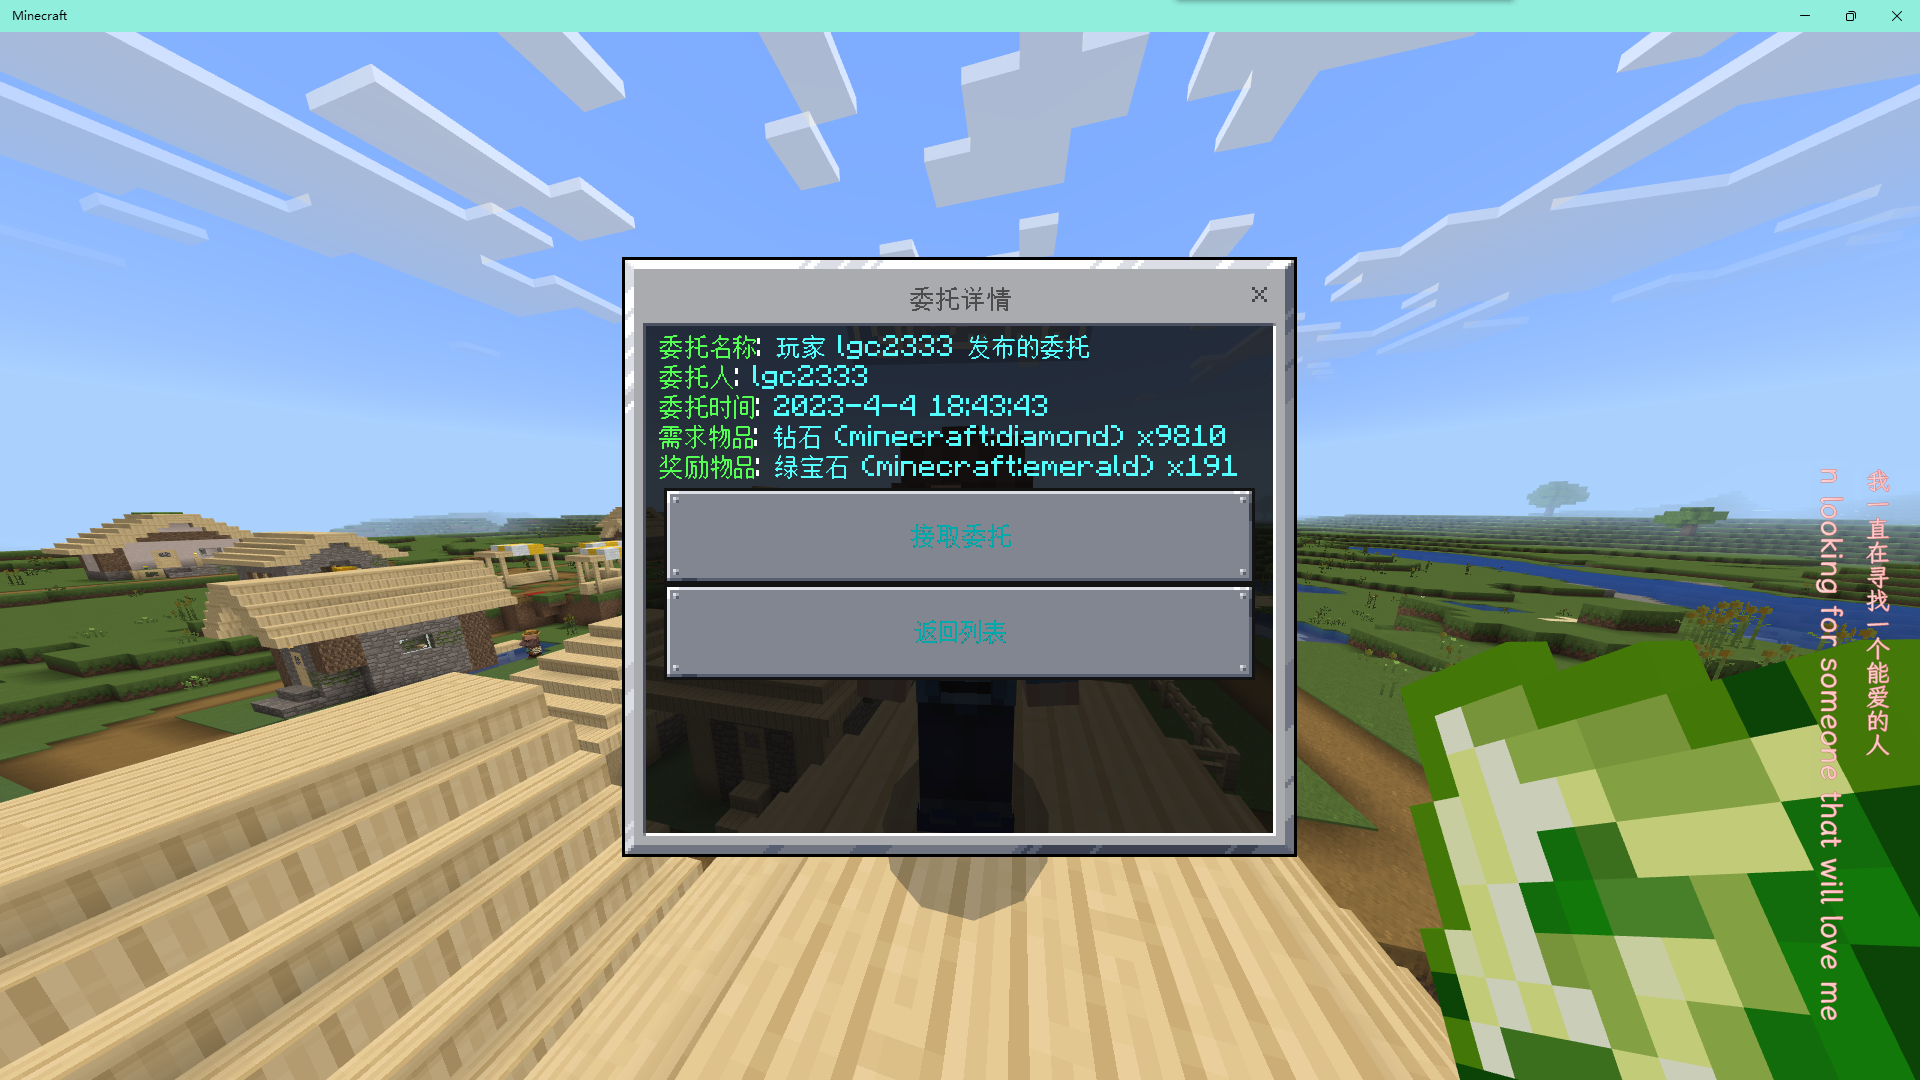 Minecraft
委托详情
委托名称: 玩家 lgc2333 发布的委托
委托人: lgc2333
委托时间: 2023-4-4 18:43:43
需求物品: 钻石 (minecraft:diamond) x9810
奖励物品: 绿宝石 (minecraft:emerald) x191
接取委托
返回列表
我一直在寻找一个能爱的人
n looking for someone that will love me